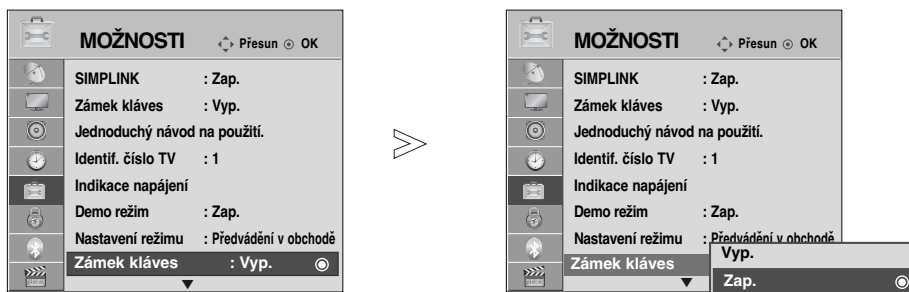 MOŽNOSTI Přesun OK
SIMPLINK : Zap.
Zámek kláves : Vyp.
Jednoduchý návod na použití.
Identif. číslo TV : 1
Indikace napájení
Demo režim : Zap.
Nastavení režimu : Předvádění v obchodě
Zámek kláves : Vyp.
MOŽNOSTI Přesun OK
SIMPLINK : Zap.
Zámek kláves : Vyp.
Jednoduchý návod na použití.
Identif. číslo TV : 1
Indikace napájení
Demo režim : Zap.
Nastavení režimu : Předvádění v obchodě
Zámek kláves
Vyp.
Zap.